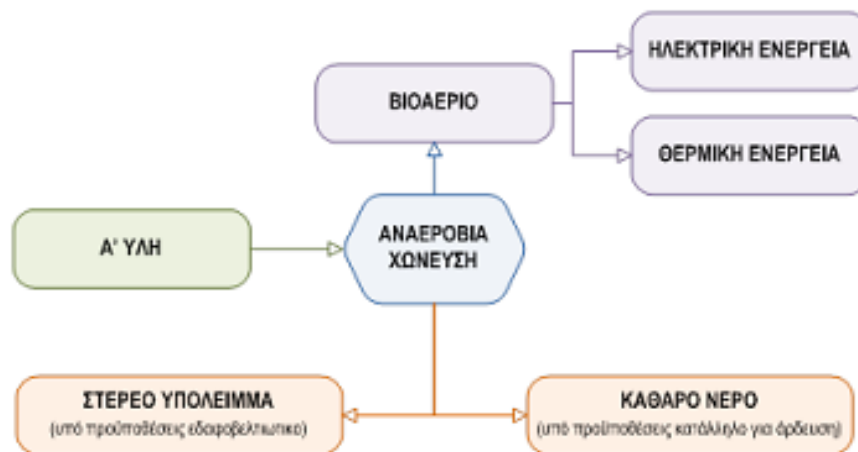 ΗΛΕΚΤΡΙΚΗ ΕΝΕΡΓΕΙΑ
ΒΙΟΑΕΡΙΟ
ΘΕΡΜΙΚΗ ΕΝΕΡΓΕΙΑ
Α' ΥΛΗ
ΑΝΑΕΡΟΒΙΑ
ΧΩΝΕΥΣΗ
ΣΤΕΡΕΟ ΥΠΟΛΕΙΜΜΑ
(υπό προϋποθέσεις εδαφοβελτιωτικο)
ΚΑΘΑΡΟ ΝΕΡΟ
(υπό προϋποθέσεις κατάλληλο για άρδευση)